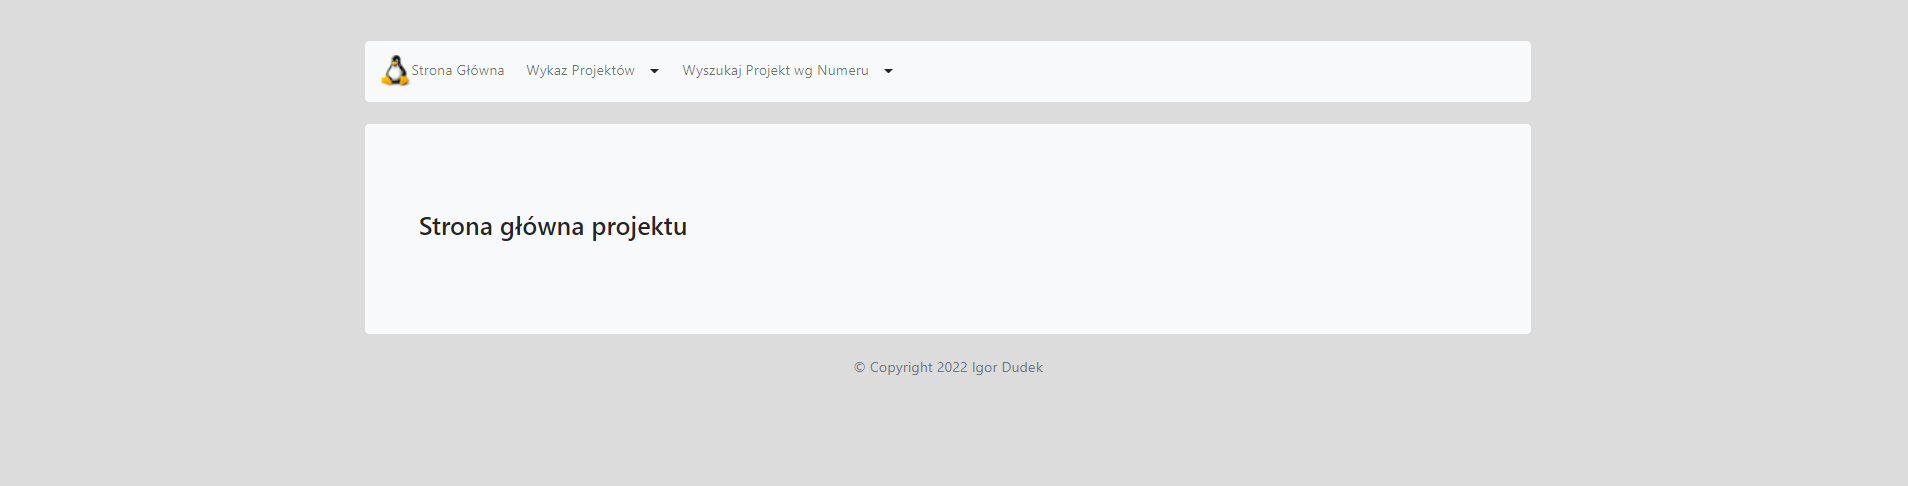 Strona Główna Wykaz Projektów Wyszukaj Projekt wg Numeru
Strona główna projektu
© Copyright 2022 Igor Dudek